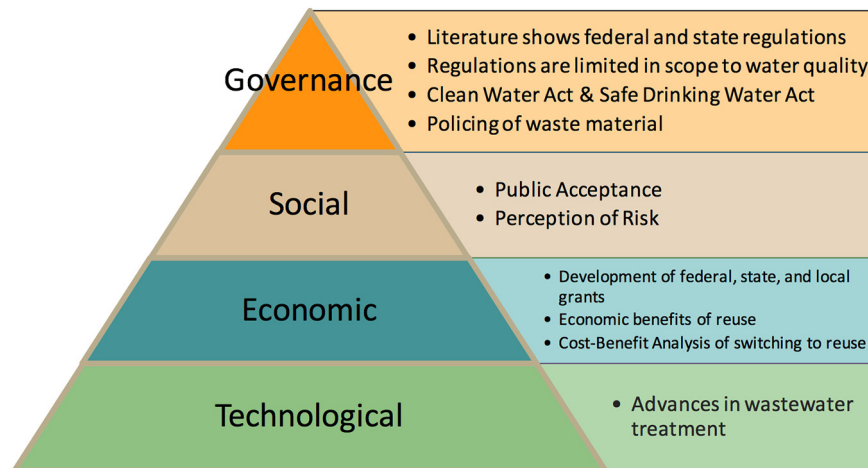 Governance
• Literature shows federal and state regulations
• Regulations are limited in scope to water quality
• Clean Water Act & Safe Drinking Water Act
• Policing of waste material
Social
• Public Acceptance
• Perception of Risk
Economic
• Development of federal, state, and local
grants
• Economic benefits of reuse
• Cost-Benefit Analysis of switching to reuse
Technological
• Advances in wastewater
treatment